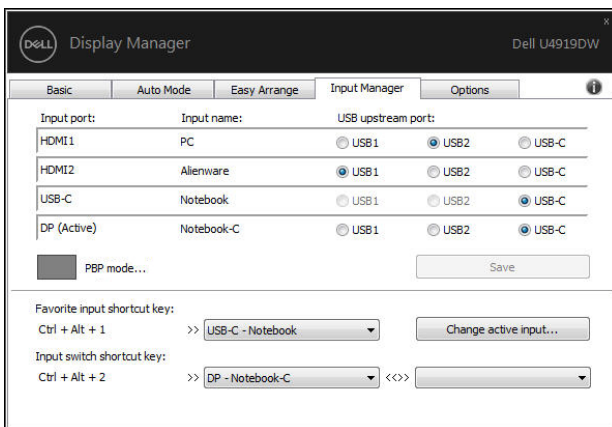 x
DELL Display Manager Dell U4919DW
Basic Auto Mode Easy Arrange Input Manager Options i
Input port: Input name: USB upstream port:
HDMI1 PC USB1 USB2 USB-C
HDMI2 Alienware USB1 USB2 USB-C
USB-C Notebook USB1 USB2 USB-C
DP (Active) Notebook-C USB1 USB2 USB-C
PBP mode... Save
Favorite input shortcut key:
Ctrl + Alt + 1 >> USB-C - Notebook Change active input...
Input switch shortcut key:
Ctrl + Alt + 2 >> DP - Notebook-C <<>>